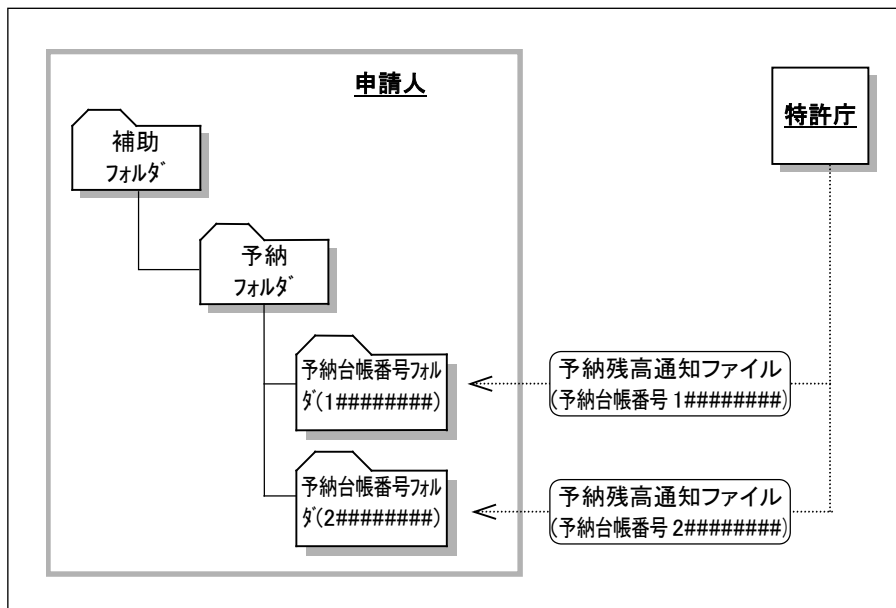 申請人
特許庁
補助
フォルダ
予納
フォルダ
予納台帳番号フォル
ダ(1########)
予納残高通知ファイル
(予納台帳番号 1########)
予納台帳番号フォル
ダ(2########)
予納残高通知ファイル
(予納台帳番号 2########)